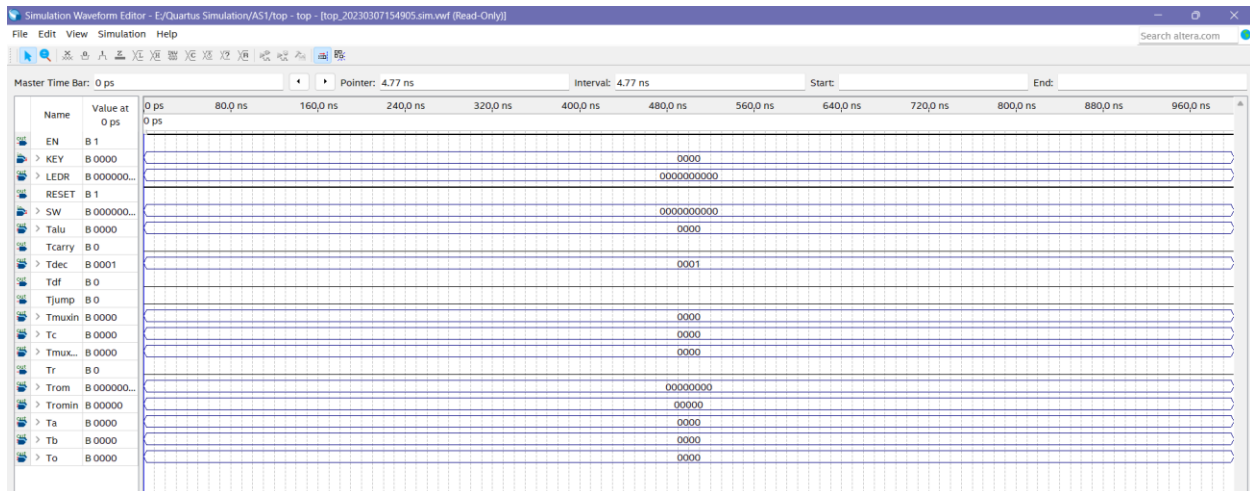 Simulation Waveform Editor - E:/Quartus Simulation/AS1/top - top - [top_20230307154905.sim.vwf (Read-Only)]
File Edit View Simulation Help
Search altera.com
Master Time Bar: 0 ps Pointer: 4.77 ns Interval: 4.77 ns Start: End:
Name Value at 0 ps
0 ps 80.0 ns 160.0 ns 240.0 ns 320.0 ns 400.0 ns 480.0 ns 560.0 ns 640.0 ns 720.0 ns 800.0 ns 880.0 ns 960.0 ns
0 ps
EN B 1
KEY B 0000 0000
LEDR B 000000... 0000000000
RESET B 1
SW B 000000... 0000000000
Talu B 0000 0000
Tcarry B 0
Tdec B 0001 0001
Tdf B 0
Tjump B 0
Tmuxin B 0000 0000
Tc B 0000 0000
Tmux... B 0000 0000
Tr B 0
Trom B 000000... 00000000
Tromin B 00000 00000
Ta B 0000 0000
Tb B 0000 0000
To B 0000 0000